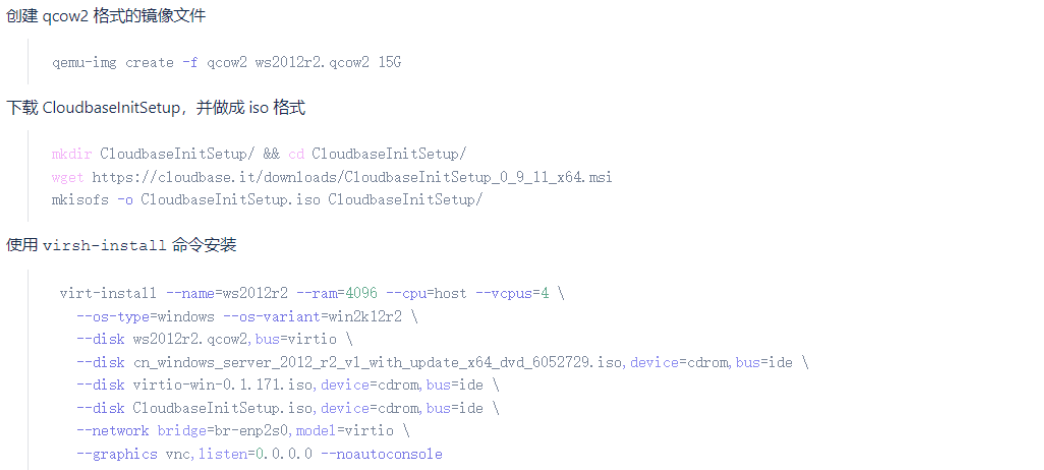 创建 qcow2 格式的镜像文件
qemu-img create -f qcow2 ws2012r2.qcow2 15G
下载 CloudbaseInitSetup，并做成 iso 格式
mkdir CloudbaseInitSetup/ && cd CloudbaseInitSetup/
wget https://cloudbase.it/downloads/CloudbaseInitSetup_0_9_11_x64.msi
mkisofs -o CloudbaseInitSetup.iso CloudbaseInitSetup/
使用 virsh-install 命令安装
virt-install --name=ws2012r2 --ram=4096 --cpu=host --vcpus=4 \
--os-type=windows --os-variant=win2k12r2 \
--disk ws2012r2.qcow2,bus=virtio \
--disk cn_windows_server_2012_r2_v1_with_update_x64_dvd_6052729.iso,device=cdrom,bus=ide \
--disk virtio-win-0.1.171.iso,device=cdrom,bus=ide \
--disk CloudbaseInitSetup.iso,device=cdrom,bus=ide \
--network bridge=br-enp2s0,model=virtio \
--graphics vnc,listen=0.0.0.0 --noautoconsole